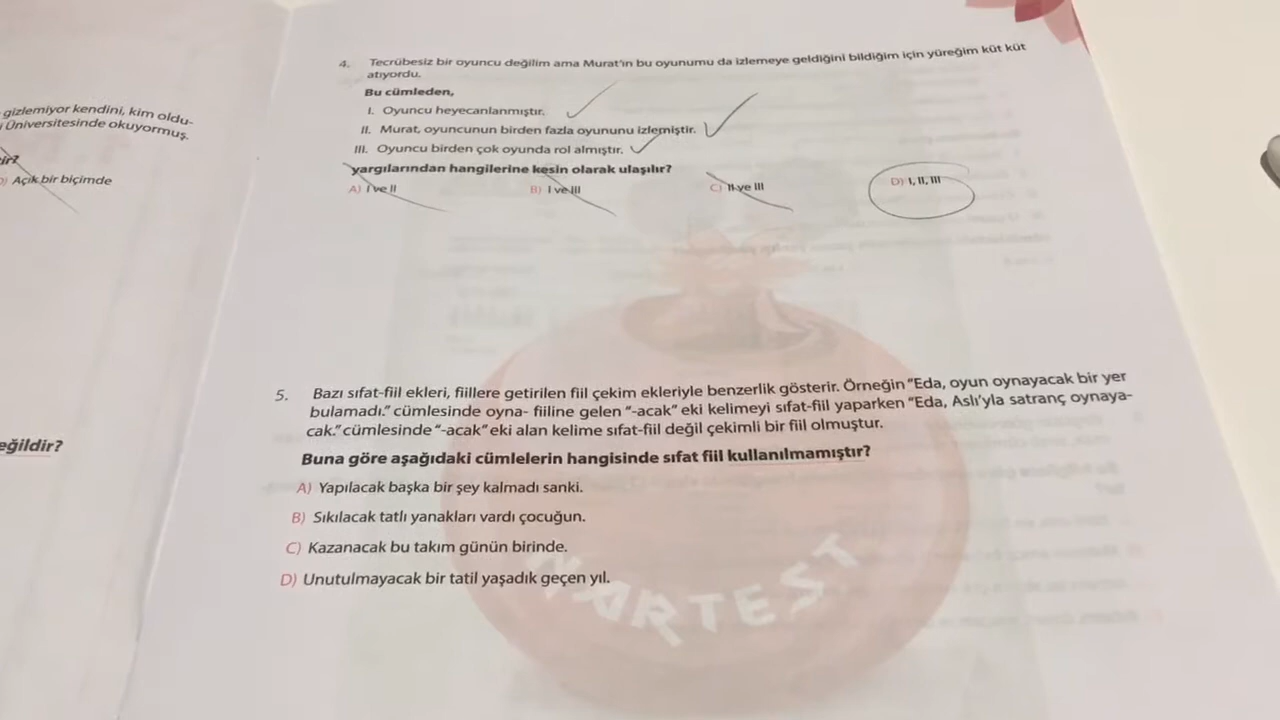 gizlemiyor kendini, kim oldu-
Üniversitesinde okuyormuş.
Açık bir biçimde
eğildir?
4. Tecrübesiz bir oyuncu değilim ama Murat'ın bu oyunumu da izlemeye geldiğini bildiğim için yüreğim küt küt
atıyordu.
Bu cümleden,
I. Oyuncu heyecanlanmıştır.
II. Murat, oyuncunun birden fazla oyununu izlemiştir.
III. Oyuncu birden çok oyunda rol almıştır.
yargılarından hangilerine kesin olarak ulaşılır?
A) I ve II B) I ve III C) II ve III D) I, II, III
5. Bazı sıfat-fiil ekleri, fiillere getirilen fiil çekim ekleriyle benzerlik gösterir. Örneğin "Eda, oyun oynayacak bir yer
bulamadı." cümlesinde oyna- fiiline gelen "-acak" eki kelimeyi sıfat-fiil yaparken "Eda, Aslı'yla satranç oynaya-
cak." cümlesinde "-acak" eki alan kelime sıfat-fiil değil çekimli bir fiil olmuştur.
Buna göre aşağıdaki cümlelerin hangisinde sıfat fiil kullanılmamıştır?
A) Yapılacak başka bir şey kalmadı sanki.
B) Sıkılacak tatlı yanakları vardı çocuğun.
C) Kazanacak bu takım günün birinde.
D) Unutulmayacak bir tatil yaşadık geçen yıl.
NARTEST